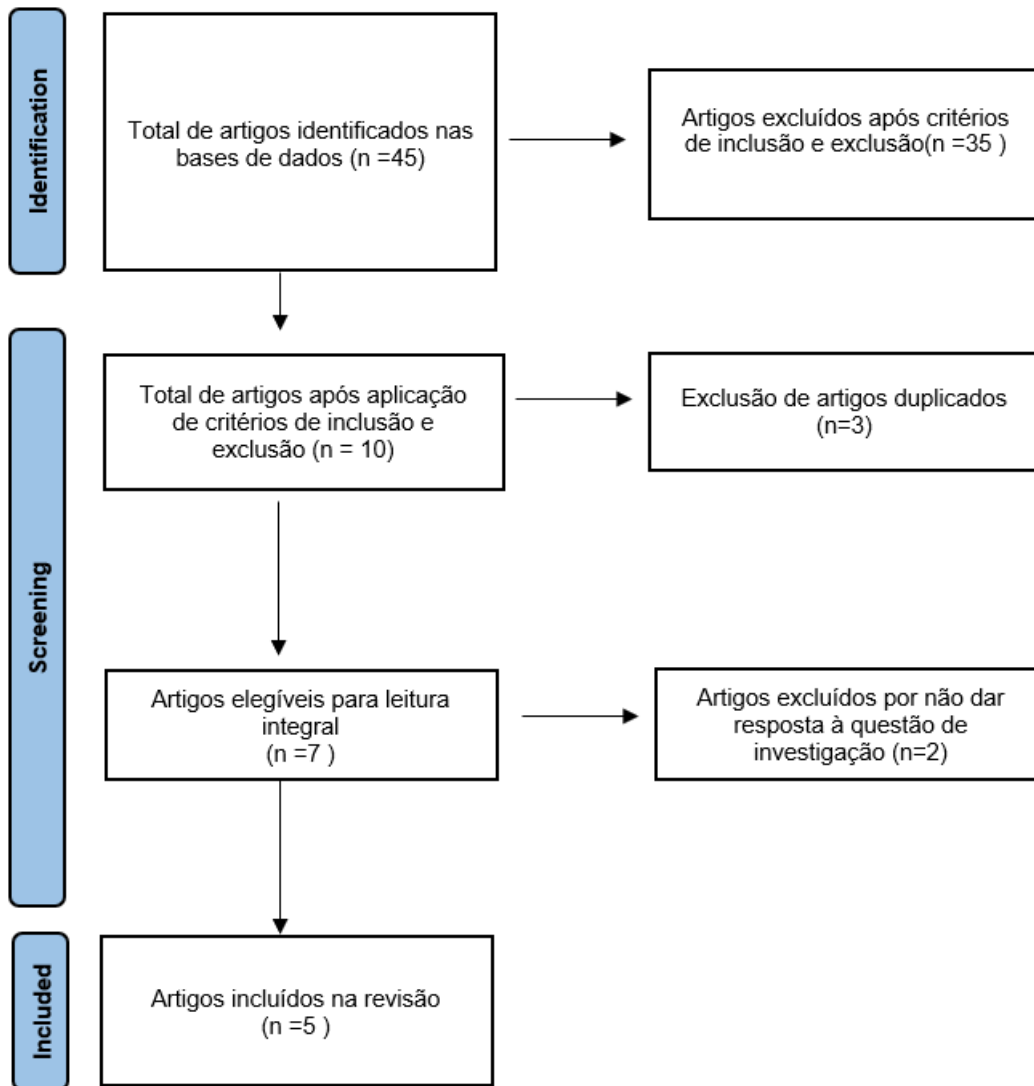 Identification
Total de artigos identificados nas
bases de dados (n =45)
Artigos excluídos após critérios
de inclusão e exclusão(n =35 )
Screening
Total de artigos após aplicação
de critérios de inclusão e
exclusão (n = 10)
Exclusão de artigos duplicados
(n=3)
Artigos elegíveis para leitura
integral
(n =7 )
Artigos excluídos por não dar
resposta à questão de
investigação (n=2)
Included
Artigos incluídos na revisão
(n =5 )